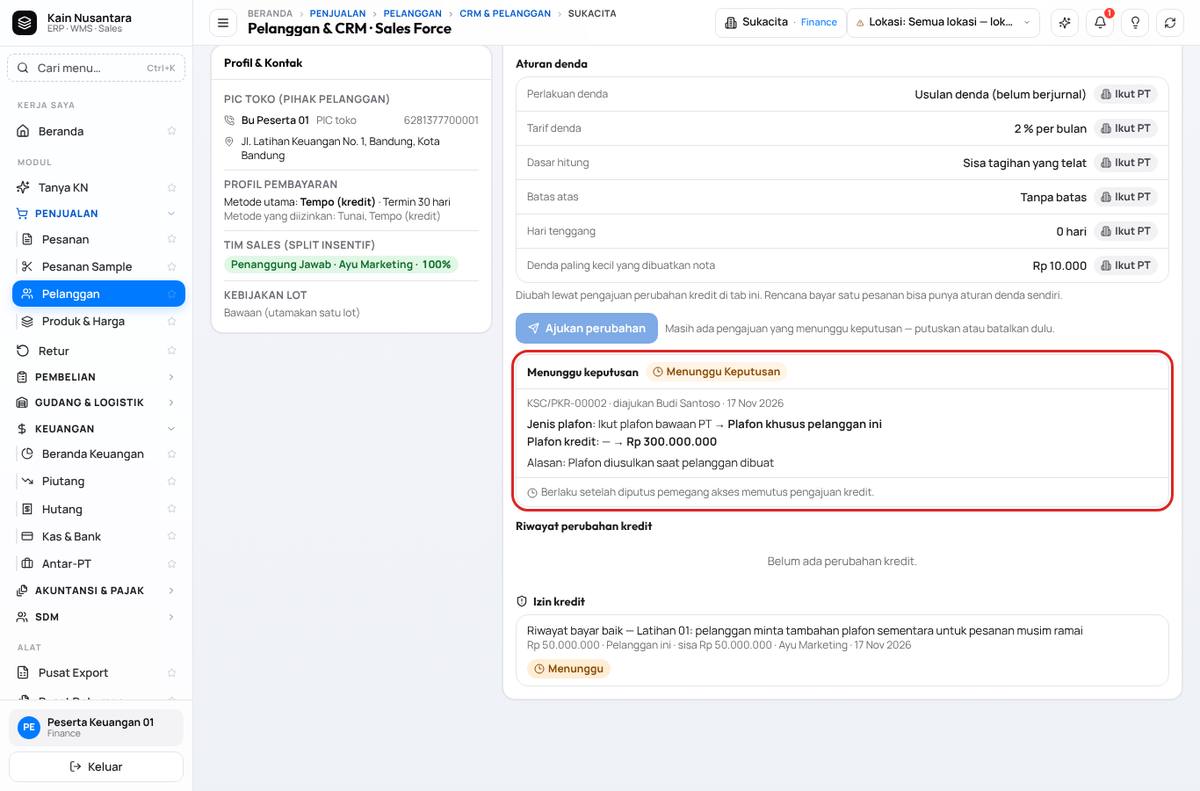 Kain Nusantara
ERP · WMS · Sales
Cari menu... Ctrl+K
KERJA SAYA
Beranda
MODUL
Tanya KN
PENJUALAN
Pesanan
Pesanan Sample
Pelanggan
Produk & Harga
Retur
PEMBELIAN
GUDANG & LOGISTIK
KEUANGAN
Beranda Keuangan
Piutang
Hutang
Kas & Bank
Antar-PT
AKUNTANSI & PAJAK
SDM
ALAT
Pusat Export
PE Peserta Keuangan 01
Finance
Keluar
BERANDA › PENJUALAN › PELANGGAN › CRM & PELANGGAN › SUKACITA
Pelanggan & CRM · Sales Force
Sukacita · Finance
Lokasi: Semua lokasi — lok...
1
Profil & Kontak
PIC TOKO (PIHAK PELANGGAN)
Bu Peserta 01 PIC toko 6281377700001
Jl. Latihan Keuangan No. 1, Bandung, Kota
Bandung
PROFIL PEMBAYARAN
Metode utama: Tempo (kredit) · Termin 30 hari
Metode yang diizinkan: Tunai, Tempo (kredit)
TIM SALES (SPLIT INSENTIF)
Penanggung Jawab · Ayu Marketing · 100%
KEBIJAKAN LOT
Bawaan (utamakan satu lot)
Aturan denda
Perlakuan denda Usulan denda (belum berjurnal) Ikut PT
Tarif denda 2 % per bulan Ikut PT
Dasar hitung Sisa tagihan yang telat Ikut PT
Batas atas Tanpa batas Ikut PT
Hari tenggang 0 hari Ikut PT
Denda paling kecil yang dibuatkan nota Rp 10.000 Ikut PT
Diubah lewat pengajuan perubahan kredit di tab ini. Rencana bayar satu pesanan bisa punya aturan denda sendiri.
Ajukan perubahan Masih ada pengajuan yang menunggu keputusan — putuskan atau batalkan dulu.
Menunggu keputusan Menunggu Keputusan
KSC/PKR-00002 · diajukan Budi Santoso · 17 Nov 2026
Jenis plafon: Ikut plafon bawaan PT → Plafon khusus pelanggan ini
Plafon kredit: — → Rp 300.000.000
Alasan: Plafon diusulkan saat pelanggan dibuat
Berlaku setelah diputus pemegang akses memutus pengajuan kredit.
Riwayat perubahan kredit
Belum ada perubahan kredit.
Izin kredit
Riwayat bayar baik — Latihan 01: pelanggan minta tambahan plafon sementara untuk pesanan musim ramai
Rp 50.000.000 · Pelanggan ini · sisa Rp 50.000.000 · Ayu Marketing · 17 Nov 2026
Menunggu